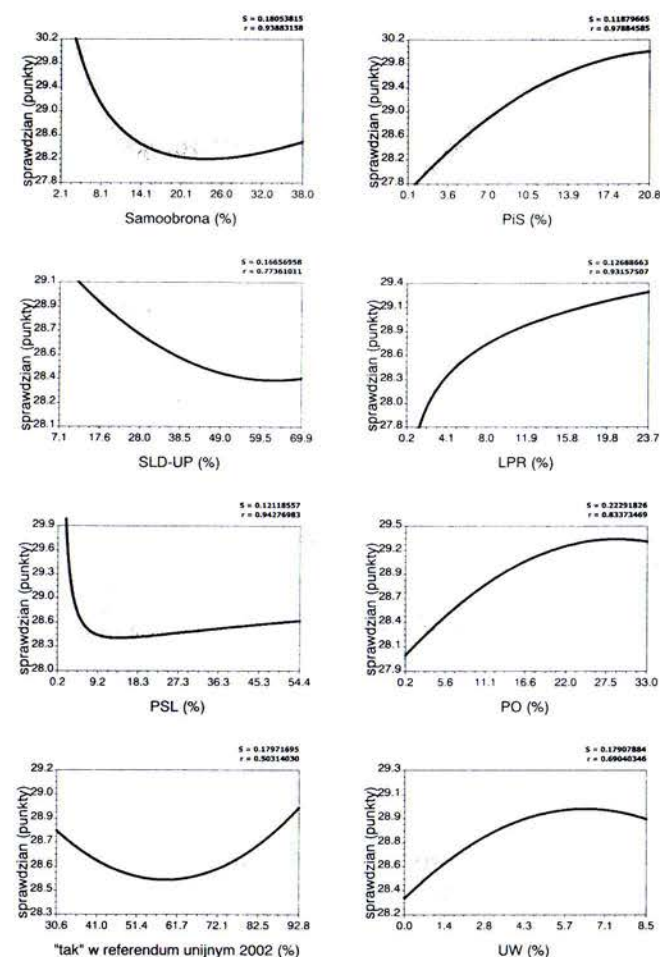 S = 0.18053815
r = 0.93883158
sprawdzian (punkty)
30.2
29.8
29.4
29.0
28.6
28.2
27.8
2.1 8.1 14.1 20.1 26.1 32.0 38.0
Samoobrona (%)
S = 0.11879665
r = 0.97884585
sprawdzian (punkty)
30.2
29.8
29.4
29.0
28.6
28.2
27.8
0.1 3.6 7.0 10.5 13.9 17.4 20.8
PiS (%)
S = 0.16656958
r = 0.77361011
sprawdzian (punkty)
29.1
28.9
28.7
28.6
28.4
28.2
28.1
7.1 17.6 28.0 38.5 49.0 59.5 69.9
SLD-UP (%)
S = 0.12688663
r = 0.93157507
sprawdzian (punkty)
29.4
29.1
28.9
28.6
28.3
28.0
27.8
0.2 4.1 8.0 11.9 15.8 19.8 23.7
LPR (%)
S = 0.12118557
r = 0.94276983
sprawdzian (punkty)
29.9
29.6
29.3
29.0
28.6
28.3
28.0
0.2 9.2 18.3 27.3 36.3 45.3 54.4
PSL (%)
S = 0.22291826
r = 0.83373469
sprawdzian (punkty)
29.5
29.2
28.9
28.7
28.4
28.1
27.9
0.2 5.6 11.1 16.6 22.0 27.5 33.0
PO (%)
S = 0.17971695
r = 0.50314030
sprawdzian (punkty)
29.2
29.0
28.9
28.7
28.6
28.5
28.3
30.6 41.0 51.4 61.7 72.1 82.5 92.8
"tak" w referendum unijnym 2002 (%)
S = 0.17907884
r = 0.69040346
sprawdzian (punkty)
29.3
29.1
28.9
28.8
28.6
28.4
28.2
0.0 1.4 2.8 4.3 5.7 7.1 8.5
UW (%)